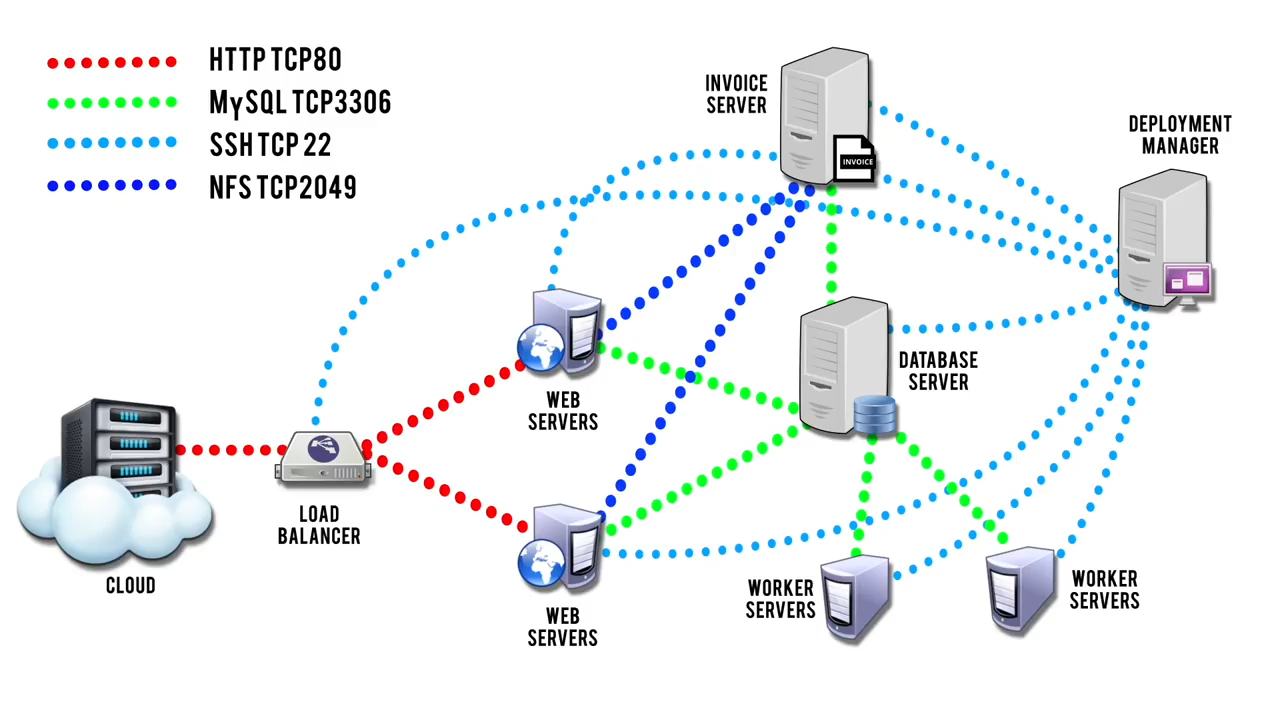 HTTP TCP80
MySQL TCP3306
SSH TCP 22
NFS TCP2049
INVOICE
SERVER
INVOICE
DEPLOYMENT
MANAGER
WEB
SERVERS
DATABASE
SERVER
LOAD
BALANCER
CLOUD
WEB
SERVERS
WORKER
SERVERS
WORKER
SERVERS